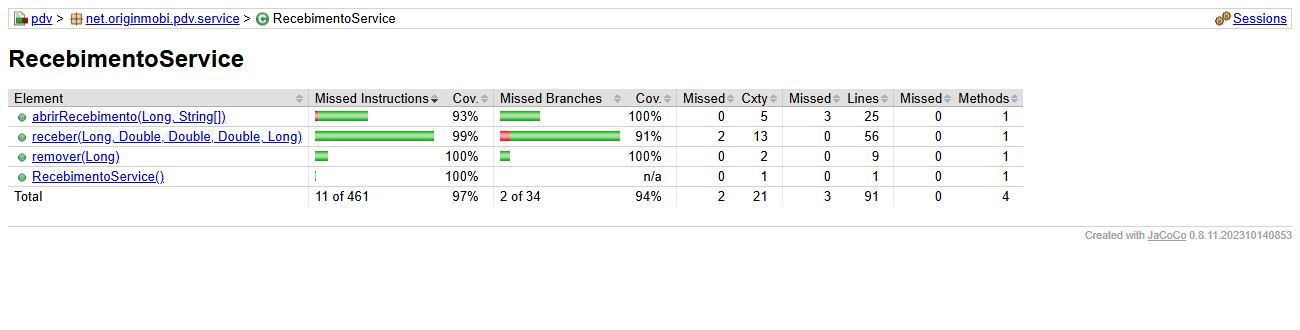 pdv > net.originmobi.pdv.service > RecebimentoService Sessions
RecebimentoService
Element Missed Instructions Cov. Missed Branches Cov. Missed Cxty Missed Lines Missed Methods
abrirRecebimento(Long, String[]) 93% 100% 0 5 3 25 0 1
receber(Long, Double, Double, Double, Long) 99% 91% 2 13 0 56 0 1
remover(Long) 100% 100% 0 2 0 9 0 1
RecebimentoService() 100% n/a 0 1 0 1 0 1
Total 11 of 461 97% 2 of 34 94% 2 21 3 91 0 4
Created with JaCoCo 0.8.11.202310140853